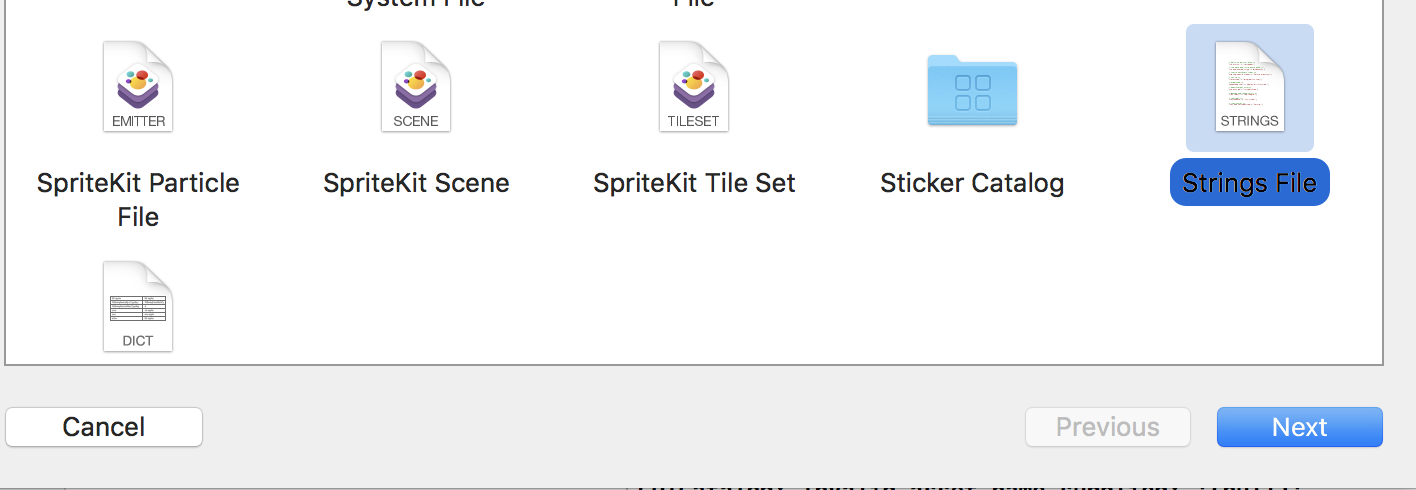 System File
File
EMITTER
SCENE
TILESET
STRINGS
SpriteKit Particle
File
SpriteKit Scene
SpriteKit Tile Set
Sticker Catalog
Strings File
DICT
Cancel
Previous
Next